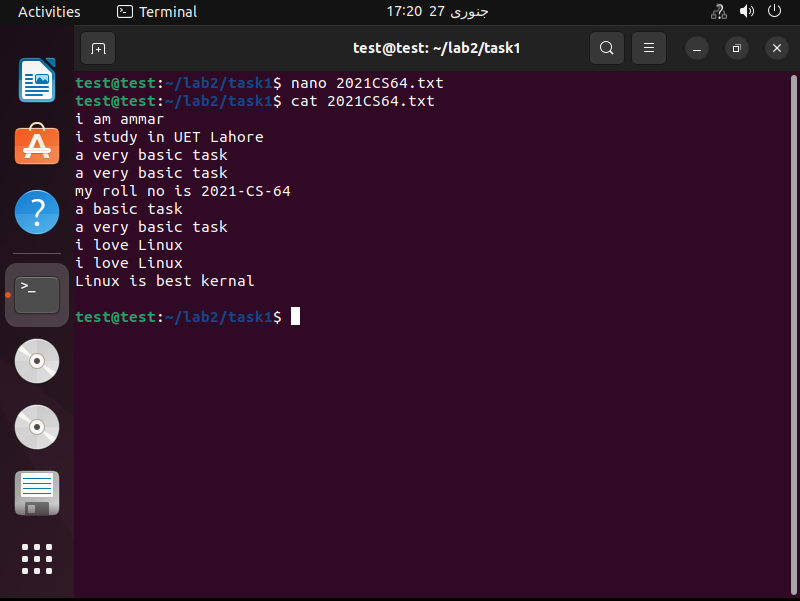 Activities
Terminal
17:20 27 جنوری
test@test: ~/lab2/task1
test@test:~/lab2/task1$ nano 2021CS64.txt
test@test:~/lab2/task1$ cat 2021CS64.txt
i am ammar
i study in UET Lahore
a very basic task
a very basic task
my roll no is 2021-CS-64
a basic task
a very basic task
i love Linux
i love Linux
Linux is best kernal
test@test:~/lab2/task1$